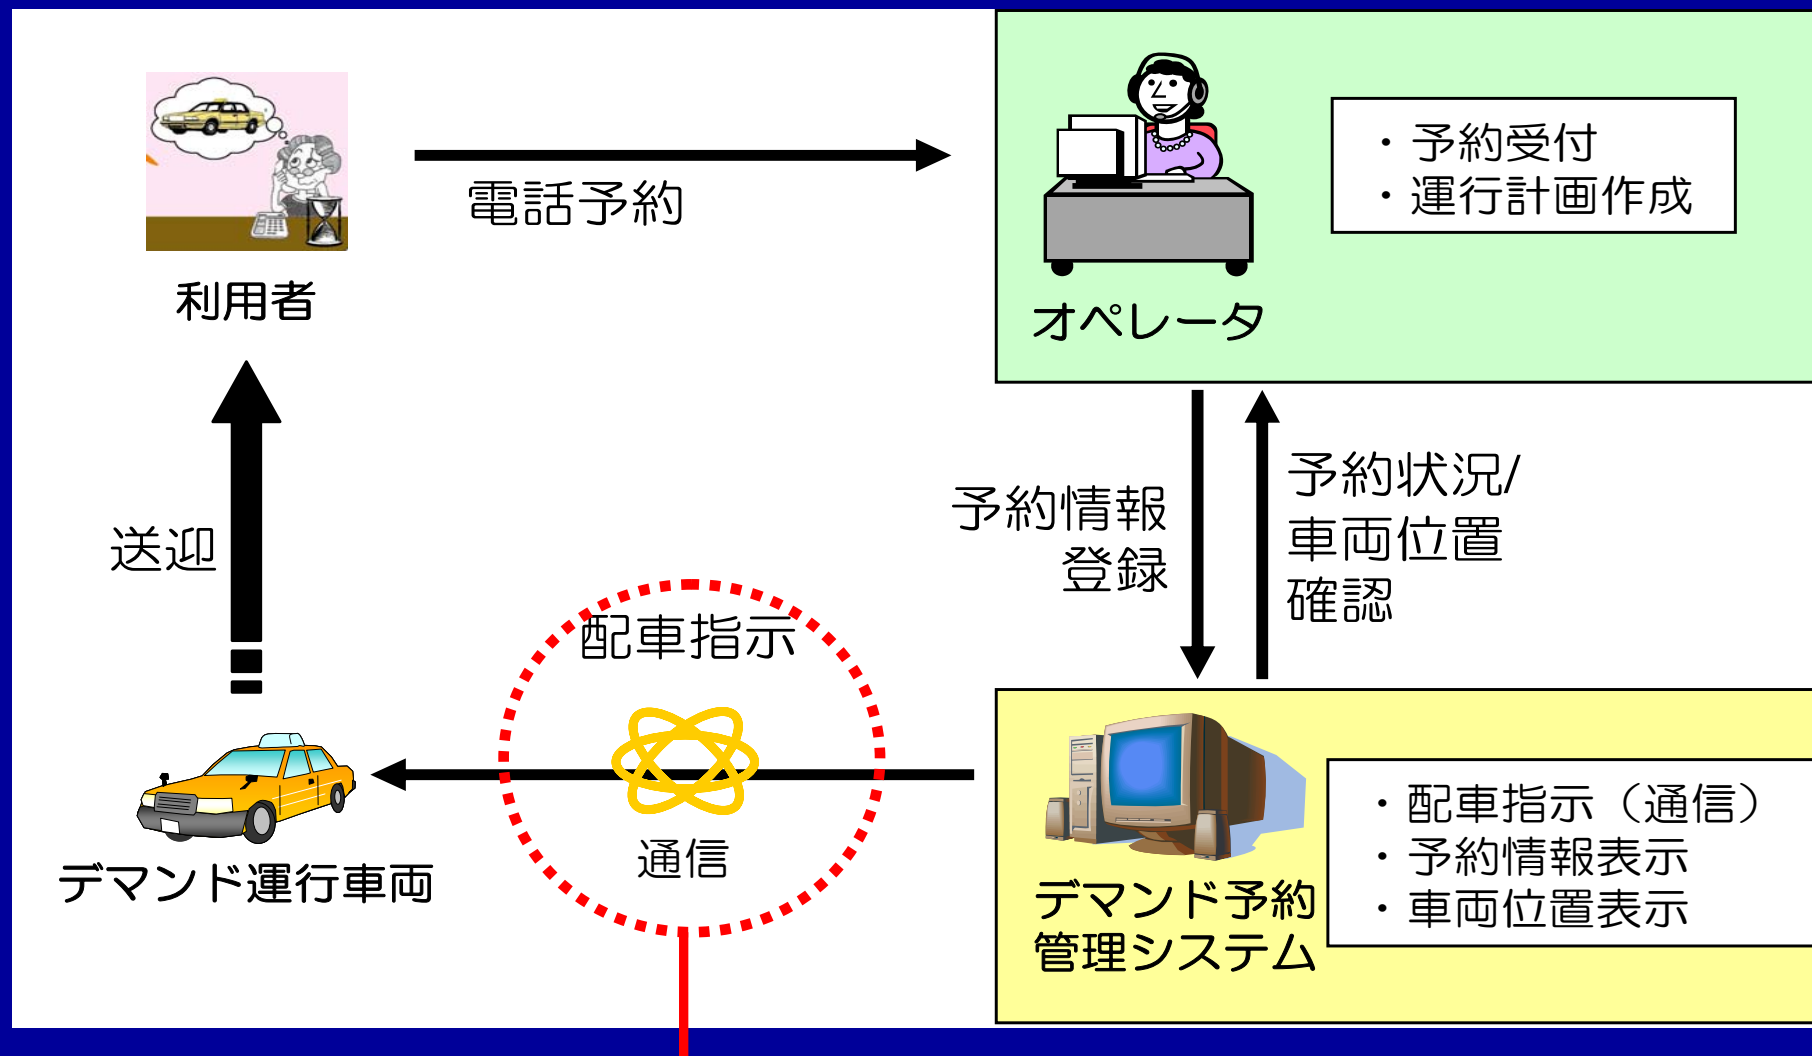 電話予約
利用者
・予約受付
・運行計画作成
オペレータ
予約情報
登録
予約状況/
車両位置
確認
送迎
配車指示
通信
デマンド運行車両
デマンド予約
管理システム
・配車指示（通信）
・予約情報表示
・車両位置表示